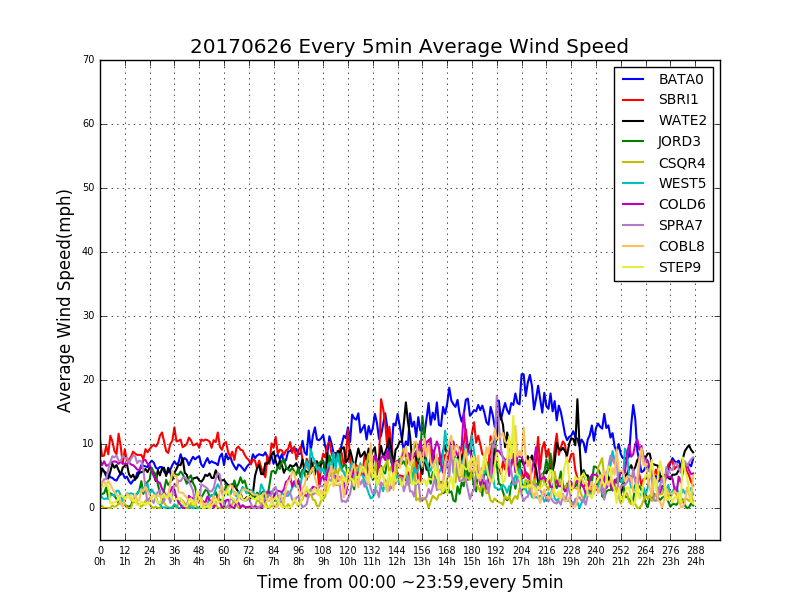 20170626 Every 5min Average Wind Speed
70
60
50
40
30
20
10
0
Average Wind Speed(mph)
BATA0
SBRI1
WATE2
JORD3
CSQR4
WEST5
COLD6
SPRA7
COBL8
STEP9
0 12 24 36 48 60 72 84 96 108 120 132 144 156 168 180 192 204 216 228 240 252 264 276 288
0h 1h 2h 3h 4h 5h 6h 7h 8h 9h 10h 11h 12h 13h 14h 15h 16h 17h 18h 19h 20h 21h 22h 23h 24h
Time from 00:00 ~23:59,every 5min